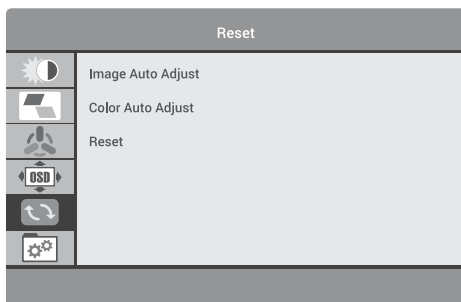 Reset
Image Auto Adjust
Color Auto Adjust
Reset
OSD